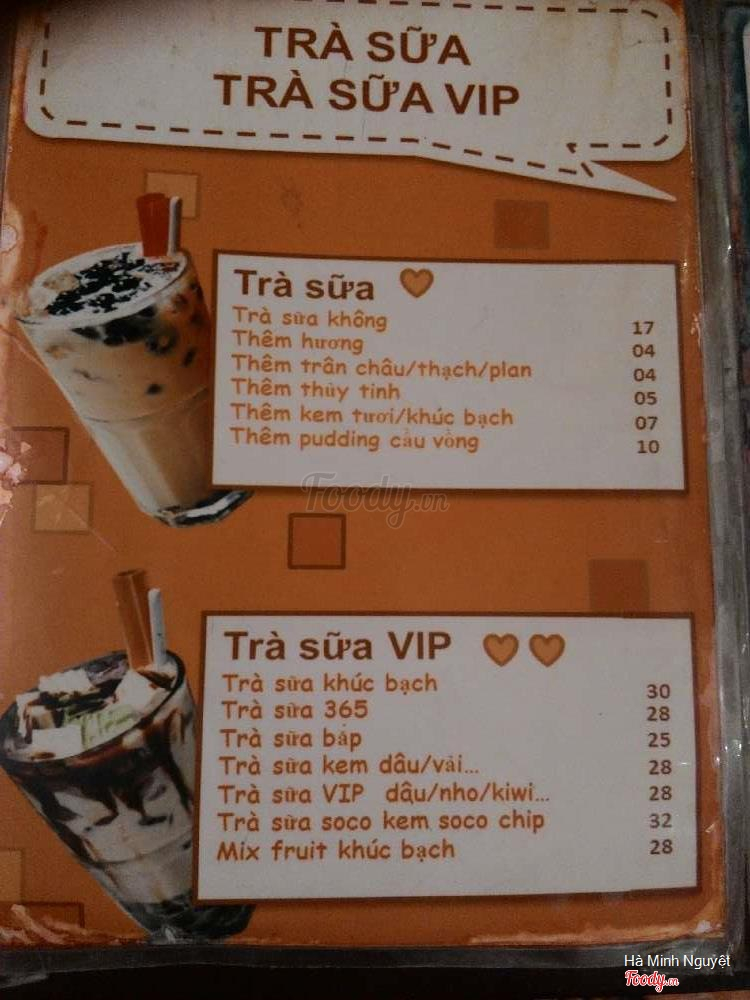 TRÀ SỮA
TRÀ SỮA VIP
Trà sữa
Trà sữa không 17
Thêm hương 04
Thêm trân châu/thạch/plan 04
Thêm thủy tinh 05
Thêm kem tươi/khúc bạch 07
Thêm pudding cầu vồng 10
Foody.vn
Trà sữa VIP
Trà sữa khúc bạch 30
Trà sữa 365 28
Trà sữa bắp 25
Trà sữa kem dâu/vải... 28
Trà sữa VIP dâu/nho/kiwi... 28
Trà sữa soco kem soco chip 32
Mix fruit khúc bạch 28
Hà Minh Nguyệt
Foody.vn